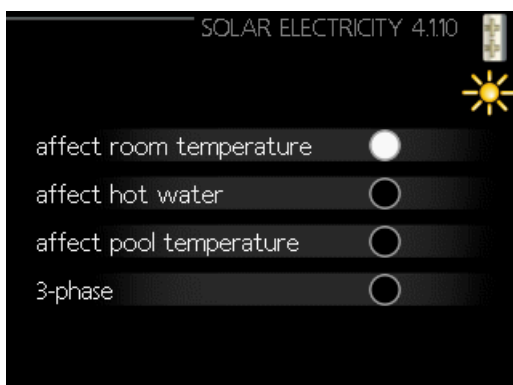 SOLAR ELECTRICITY 4.1.10
affect room temperature
affect hot water
affect pool temperature
3-phase